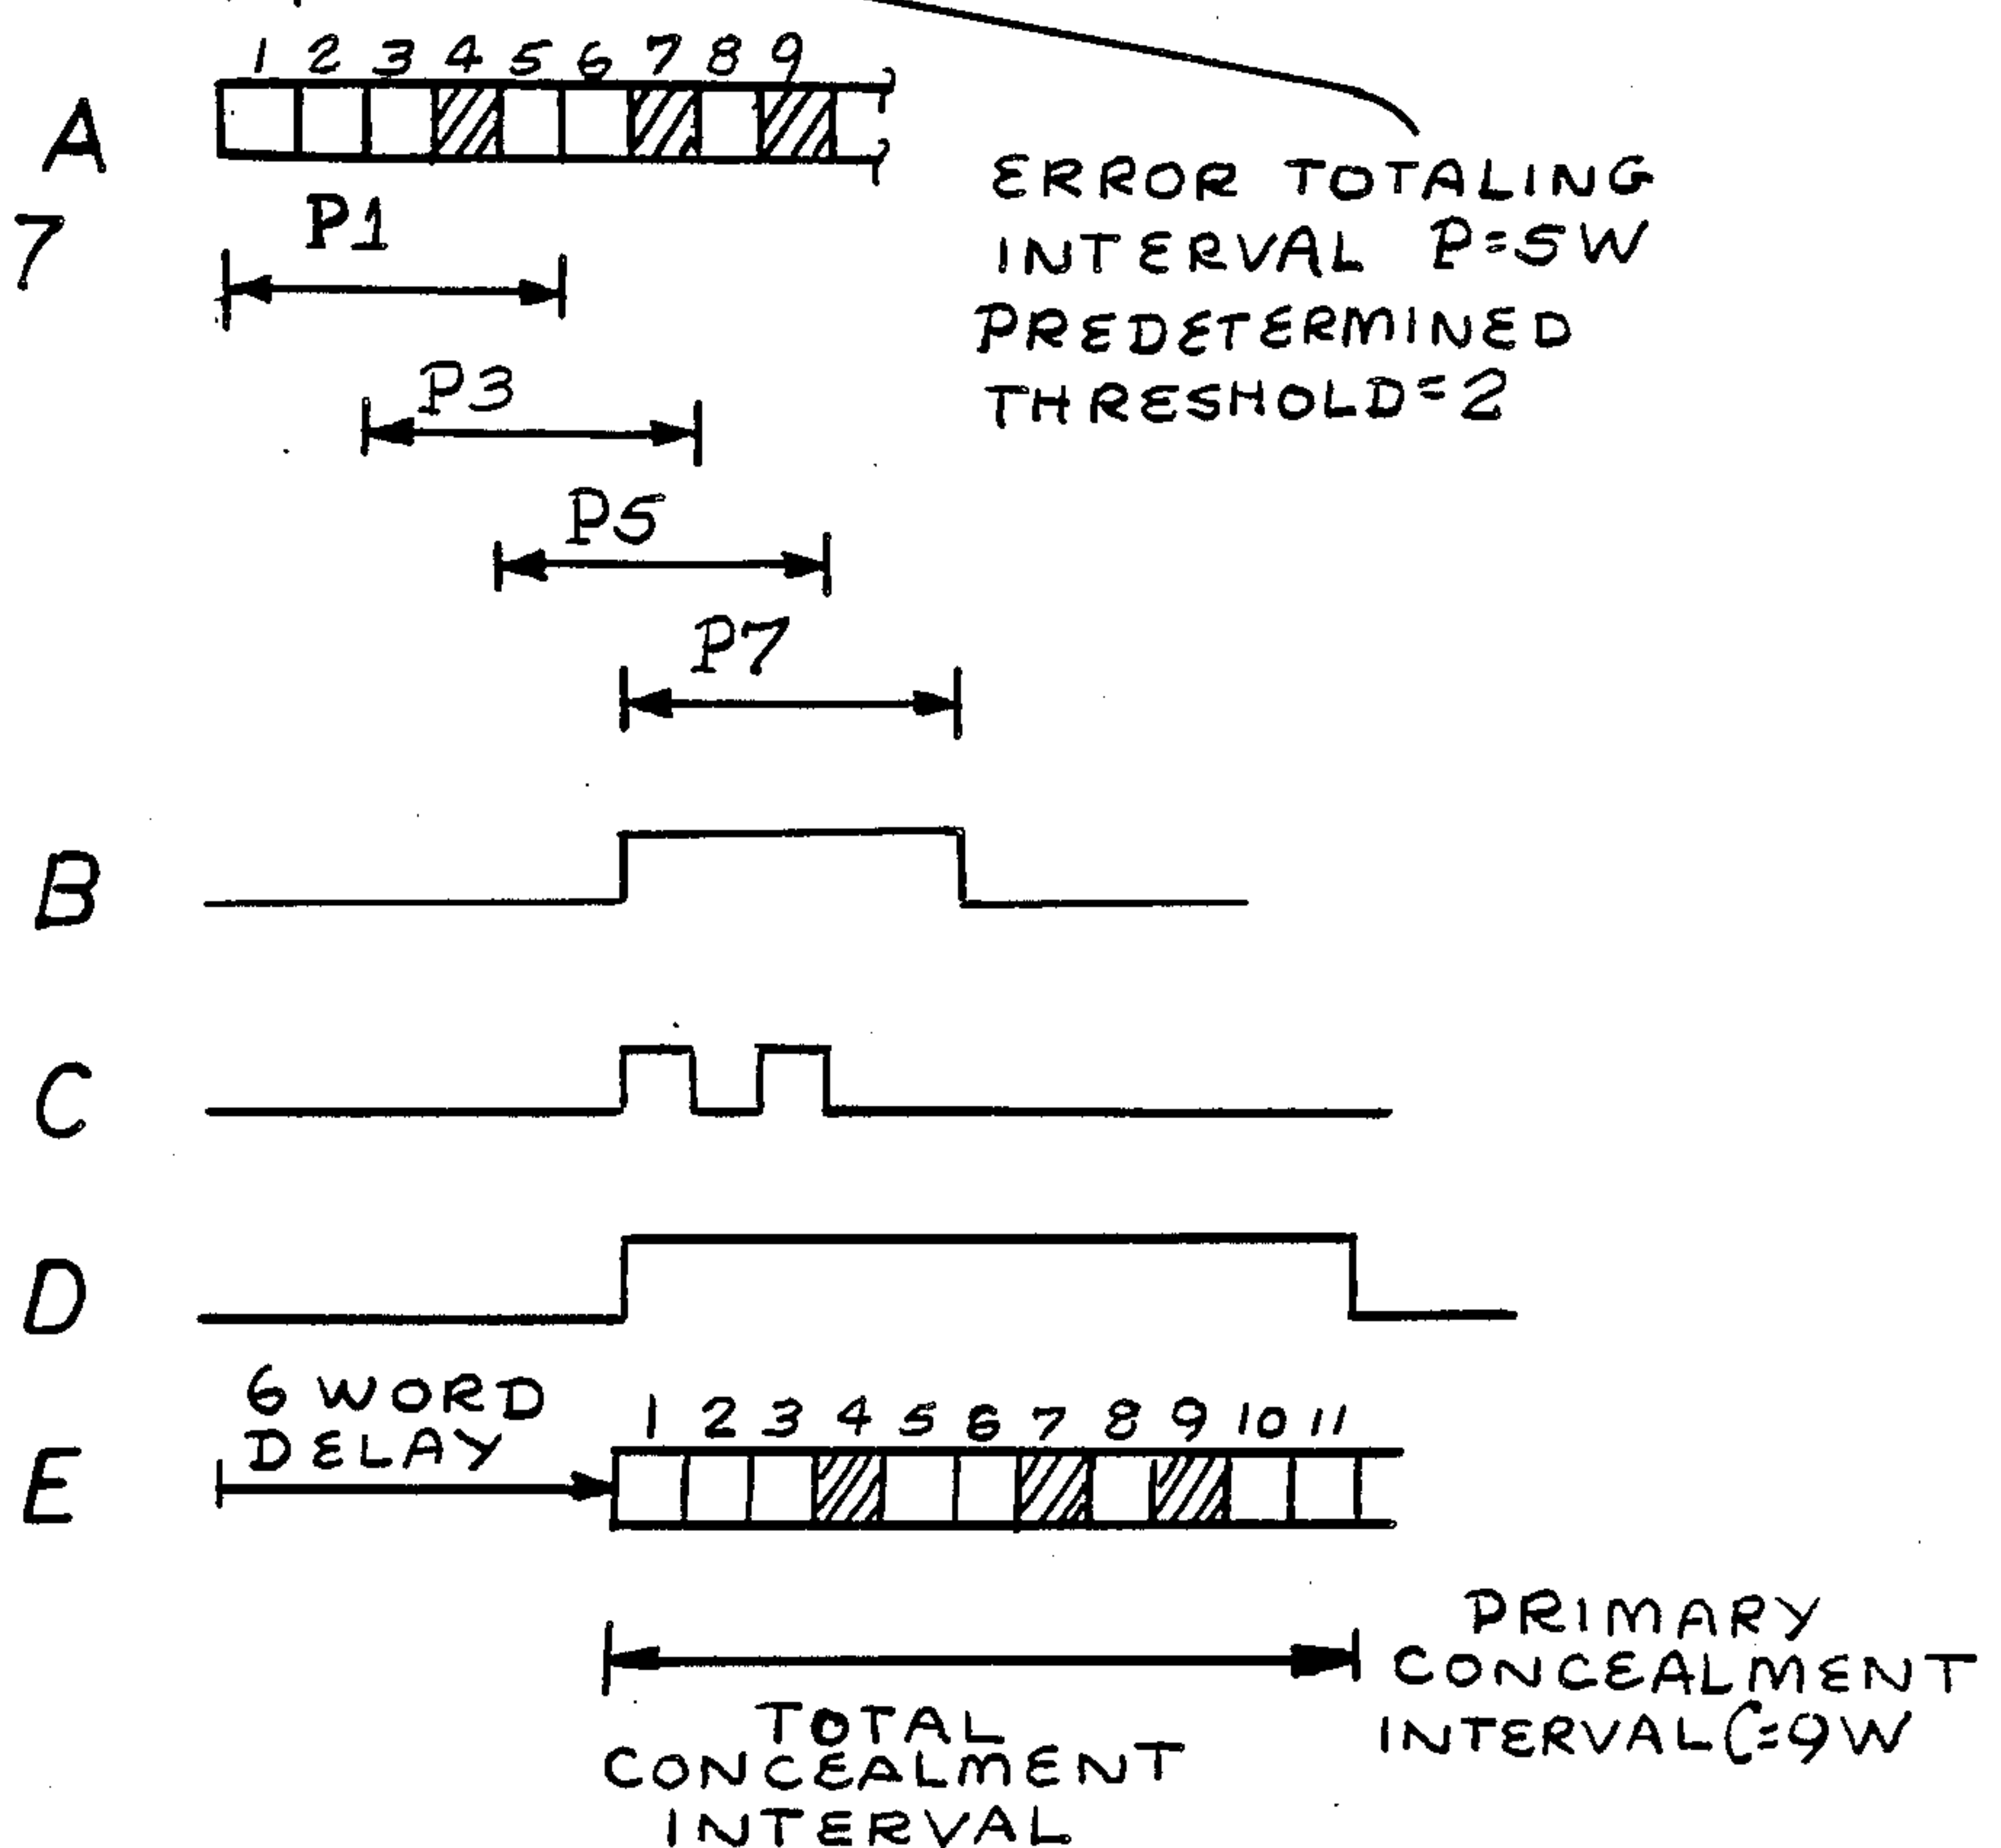 1 2 3 4 5 6 7 8 9
A
7
P1
ERROR TOTALING
INTERVAL P=5W
PREDETERMINED
THRESHOLD=2
P3
P5
P7
B
C
D
6 WORD
DELAY
1 2 3 4 5 6 7 8 9 10 11
E
PRIMARY
CONCEALMENT
INTERVAL C=9W
TOTAL
CONCEALMENT
INTERVAL